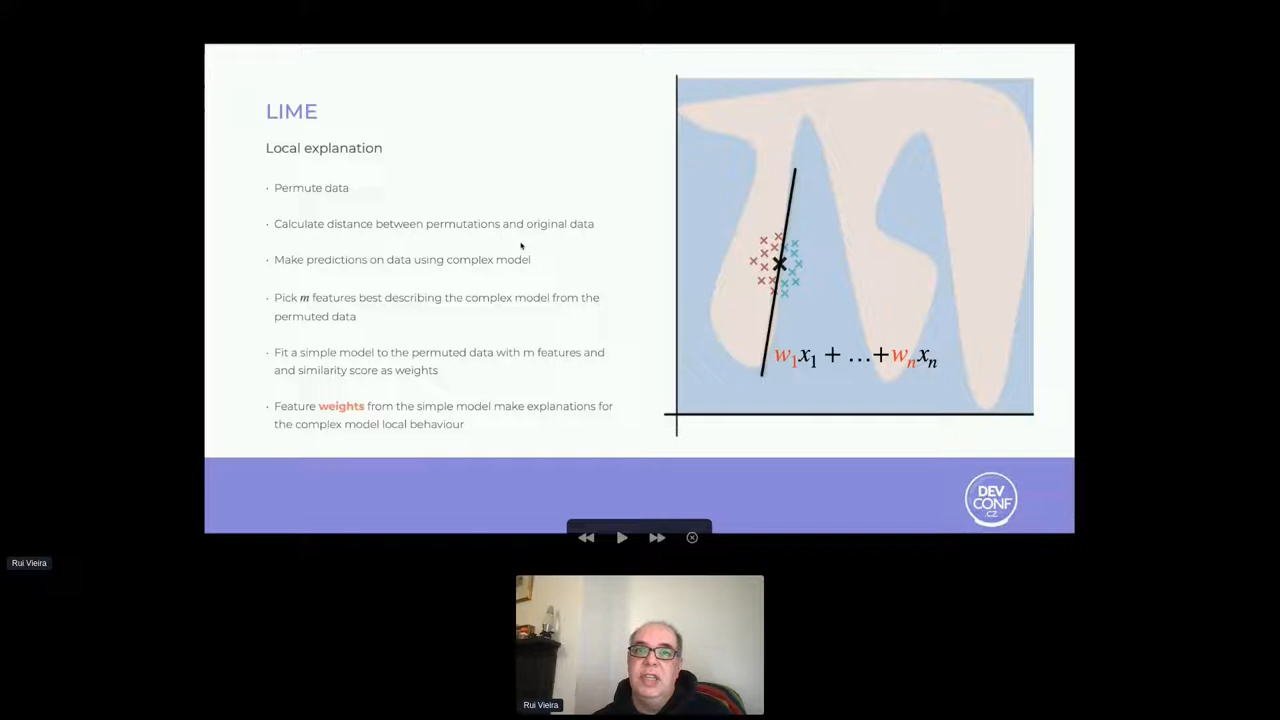 LIME
Local explanation
· Permute data
· Calculate distance between permutations and original data
· Make predictions on data using complex model
· Pick m features best describing the complex model from the
permuted data
· Fit a simple model to the permuted data with m features and
and similarity score as weights
· Feature weights from the simple model make explanations for
the complex model local behaviour
w₁x₁ + …+wₙxₙ
DEV
CONF
.CZ
Rui Vieira
Rui Vieira